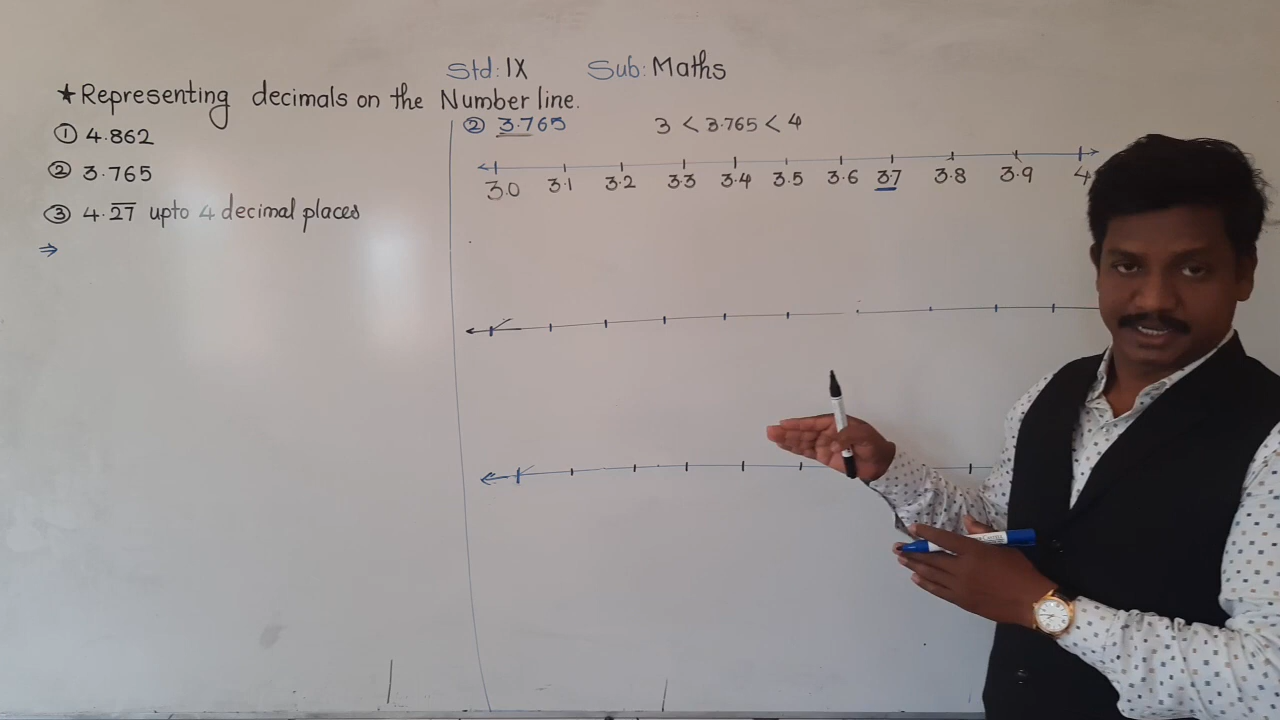 Std: IX Sub: Maths
★ Representing decimals on the Number line.
① 4.862
② 3.765
③ 4.2̅7̅ upto 4 decimal places
⇒
② 3.765 3 < 3.765 < 4
3.0 3.1 3.2 3.3 3.4 3.5 3.6 3.7 3.8 3.9 4